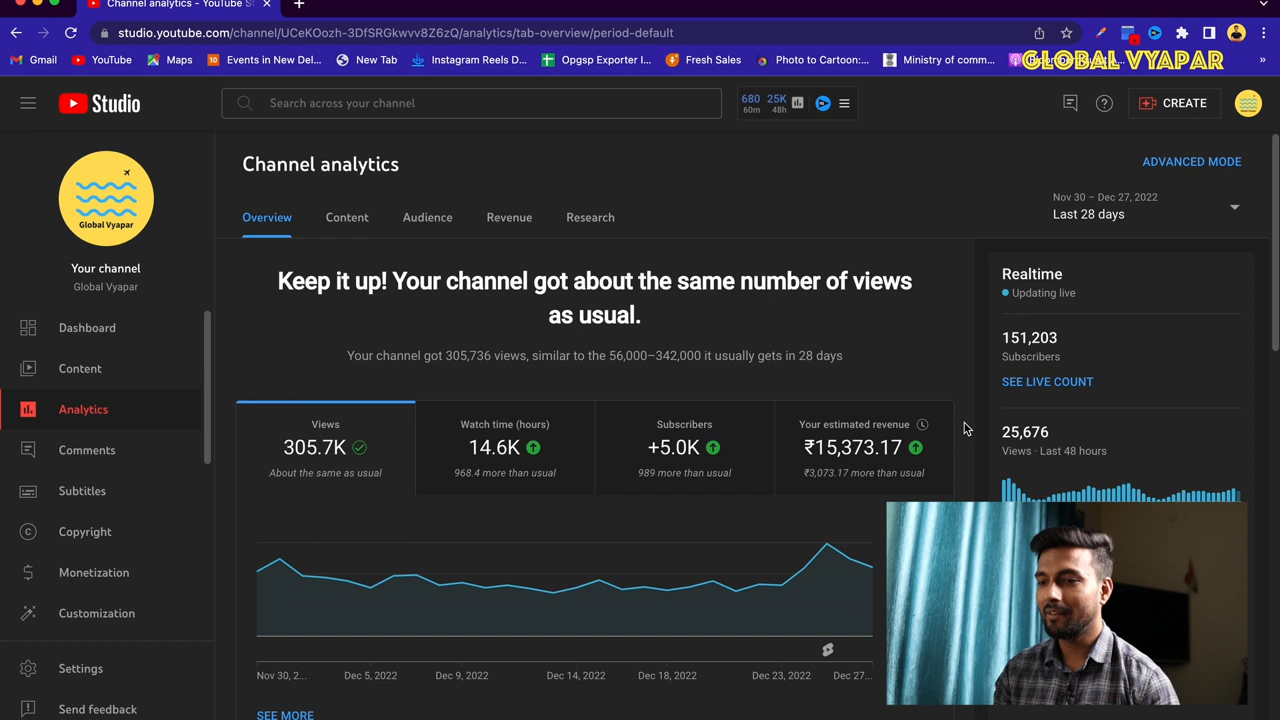 Channel analytics - YouTube St
studio.youtube.com/channel/UCeKOozh-3DfSRGkwvv8Z6zQ/analytics/tab-overview/period-default
Gmail YouTube Maps Events in New Del... New Tab Instagram Reels D... Opgsp Exporter I... Fresh Sales Photo to Cartoon:... Ministry of comm...
GLOBAL VYAPAR
Studio
Search across your channel
680 25K
60m 48h
CREATE
Global Vyapar
Your channel
Global Vyapar
Dashboard
Content
Analytics
Comments
Subtitles
Copyright
Monetization
Customization
Settings
Send feedback
Channel analytics
ADVANCED MODE
Overview Content Audience Revenue Research
Nov 30 – Dec 27, 2022
Last 28 days
Keep it up! Your channel got about the same number of views
as usual.
Your channel got 305,736 views, similar to the 56,000–342,000 it usually gets in 28 days
Views
305.7K
About the same as usual
Watch time (hours)
14.6K
968.4 more than usual
Subscribers
+5.0K
989 more than usual
Your estimated revenue
₹15,373.17
₹3,073.17 more than usual
Nov 30, 2... Dec 5, 2022 Dec 9, 2022 Dec 14, 2022 Dec 18, 2022 Dec 23, 2022 Dec 27...
SEE MORE
Realtime
Updating live
151,203
Subscribers
SEE LIVE COUNT
25,676
Views · Last 48 hours